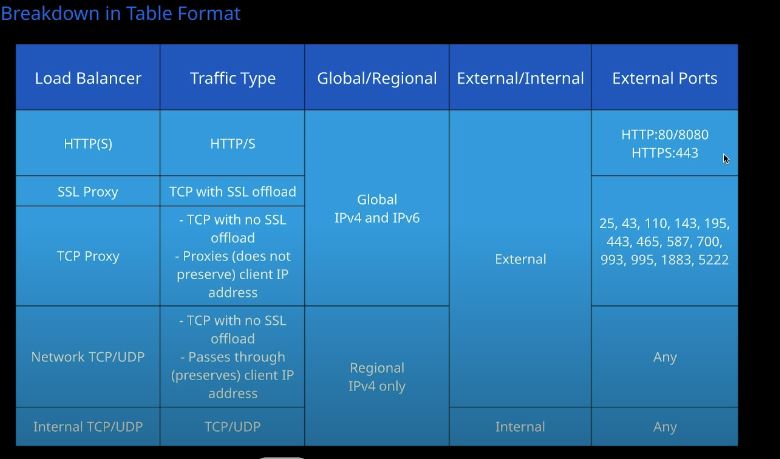 Breakdown in Table Format
Load Balancer
Traffic Type
Global/Regional
External/Internal
External Ports
HTTP(S)
HTTP/S
Global
IPv4 and IPv6
External
HTTP:80/8080
HTTPS:443
SSL Proxy
TCP with SSL offload
25, 43, 110, 143, 195,
443, 465, 587, 700,
993, 995, 1883, 5222
TCP Proxy
- TCP with no SSL
offload
- Proxies (does not
preserve) client IP
address
Network TCP/UDP
- TCP with no SSL
offload
- Passes through
(preserves) client IP
address
Regional
IPv4 only
Any
Internal TCP/UDP
TCP/UDP
Internal
Any